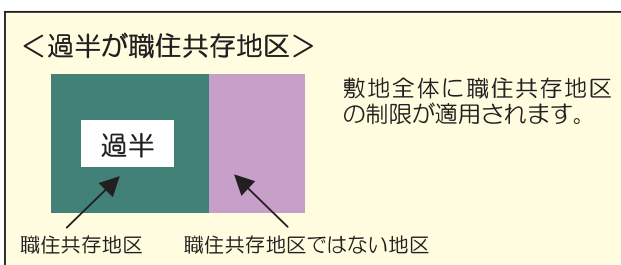 ＜過半が職住共存地区＞
敷地全体に職住共存地区
の制限が適用されます。
過半
職住共存地区
職住共存地区ではない地区